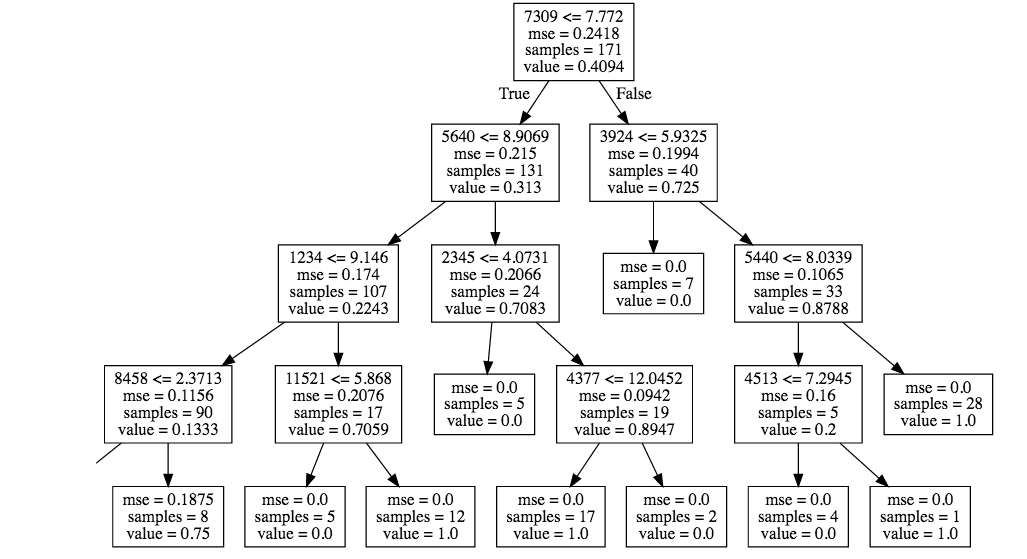 7309 <= 7.772
mse = 0.2418
samples = 171
value = 0.4094
True
False
5640 <= 8.9069
mse = 0.215
samples = 131
value = 0.313
3924 <= 5.9325
mse = 0.1994
samples = 40
value = 0.725
1234 <= 9.146
mse = 0.174
samples = 107
value = 0.2243
2345 <= 4.0731
mse = 0.2066
samples = 24
value = 0.7083
mse = 0.0
samples = 7
value = 0.0
5440 <= 8.0339
mse = 0.1065
samples = 33
value = 0.8788
8458 <= 2.3713
mse = 0.1156
samples = 90
value = 0.1333
11521 <= 5.868
mse = 0.2076
samples = 17
value = 0.7059
mse = 0.0
samples = 5
value = 0.0
4377 <= 12.0452
mse = 0.0942
samples = 19
value = 0.8947
4513 <= 7.2945
mse = 0.16
samples = 5
value = 0.2
mse = 0.0
samples = 28
value = 1.0
mse = 0.1875
samples = 8
value = 0.75
mse = 0.0
samples = 5
value = 0.0
mse = 0.0
samples = 12
value = 1.0
mse = 0.0
samples = 17
value = 1.0
mse = 0.0
samples = 2
value = 0.0
mse = 0.0
samples = 4
value = 0.0
mse = 0.0
samples = 1
value = 1.0